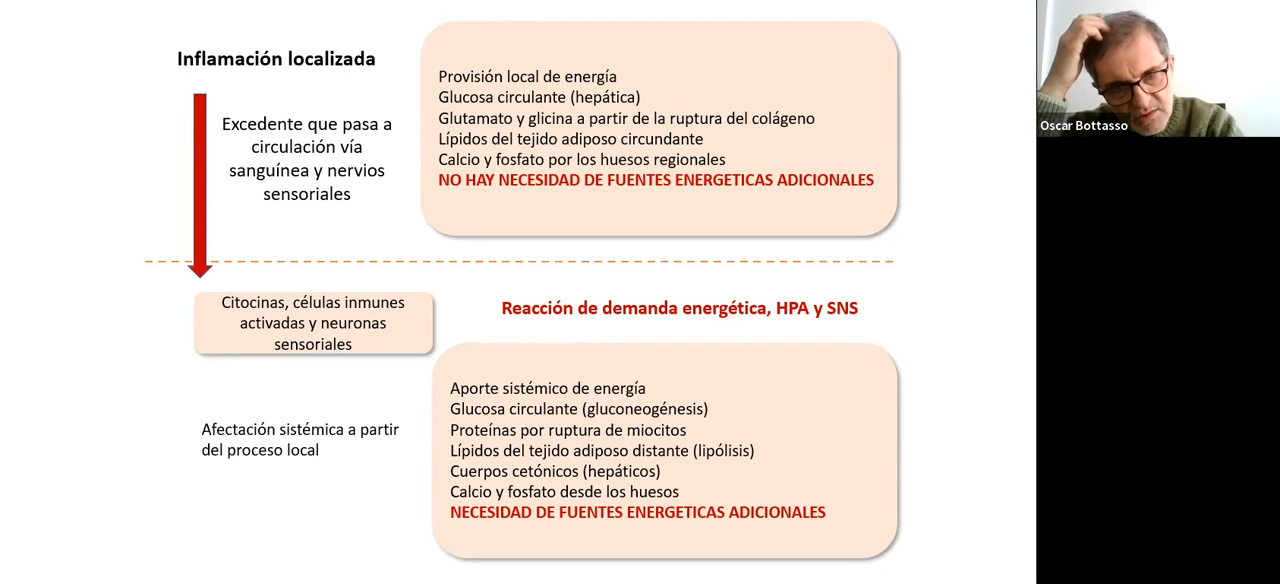 Inflamación localizada
Excedente que pasa a
circulación vía
sanguínea y nervios
sensoriales
Provisión local de energía
Glucosa circulante (hepática)
Glutamato y glicina a partir de la ruptura del colágeno
Lípidos del tejido adiposo circundante
Calcio y fosfato por los huesos regionales
NO HAY NECESIDAD DE FUENTES ENERGETICAS ADICIONALES
Oscar Bottasso
Citocinas, células inmunes
activadas y neuronas
sensoriales
Reacción de demanda energética, HPA y SNS
Afectación sistémica a partir
del proceso local
Aporte sistémico de energía
Glucosa circulante (gluconeogénesis)
Proteínas por ruptura de miocitos
Lípidos del tejido adiposo distante (lipólisis)
Cuerpos cetónicos (hepáticos)
Calcio y fosfato desde los huesos
NECESIDAD DE FUENTES ENERGETICAS ADICIONALES